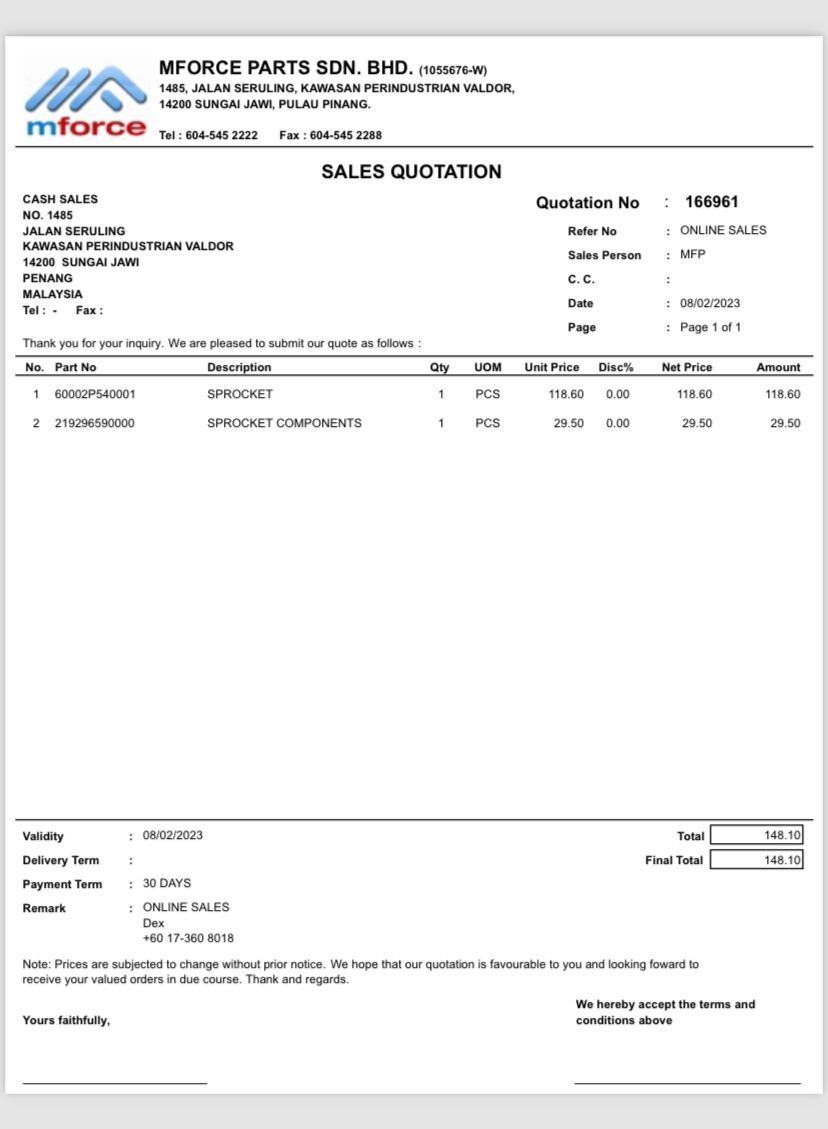 mforce
MFORCE PARTS SDN. BHD. (1055676-W)
1485, JALAN SERULING, KAWASAN PERINDUSTRIAN VALDOR,
14200 SUNGAI JAWI, PULAU PINANG.
Tel : 604-545 2222 Fax : 604-545 2288
SALES QUOTATION
CASH SALES
NO. 1485
JALAN SERULING
KAWASAN PERINDUSTRIAN VALDOR
14200 SUNGAI JAWI
PENANG
MALAYSIA
Tel : - Fax :
Quotation No : 166961
Refer No : ONLINE SALES
Sales Person : MFP
C. C. :
Date : 08/02/2023
Page : Page 1 of 1
Thank you for your inquiry. We are pleased to submit our quote as follows :
No. Part No Description Qty UOM Unit Price Disc% Net Price Amount
1 60002P540001 SPROCKET 1 PCS 118.60 0.00 118.60 118.60
2 219296590000 SPROCKET COMPONENTS 1 PCS 29.50 0.00 29.50 29.50
Validity : 08/02/2023
Delivery Term :
Payment Term : 30 DAYS
Remark : ONLINE SALES
Dex
+60 17-360 8018
Total 148.10
Final Total 148.10
Note: Prices are subjected to change without prior notice. We hope that our quotation is favourable to you and looking foward to
receive your valued orders in due course. Thank and regards.
Yours faithfully,
We hereby accept the terms and
conditions above